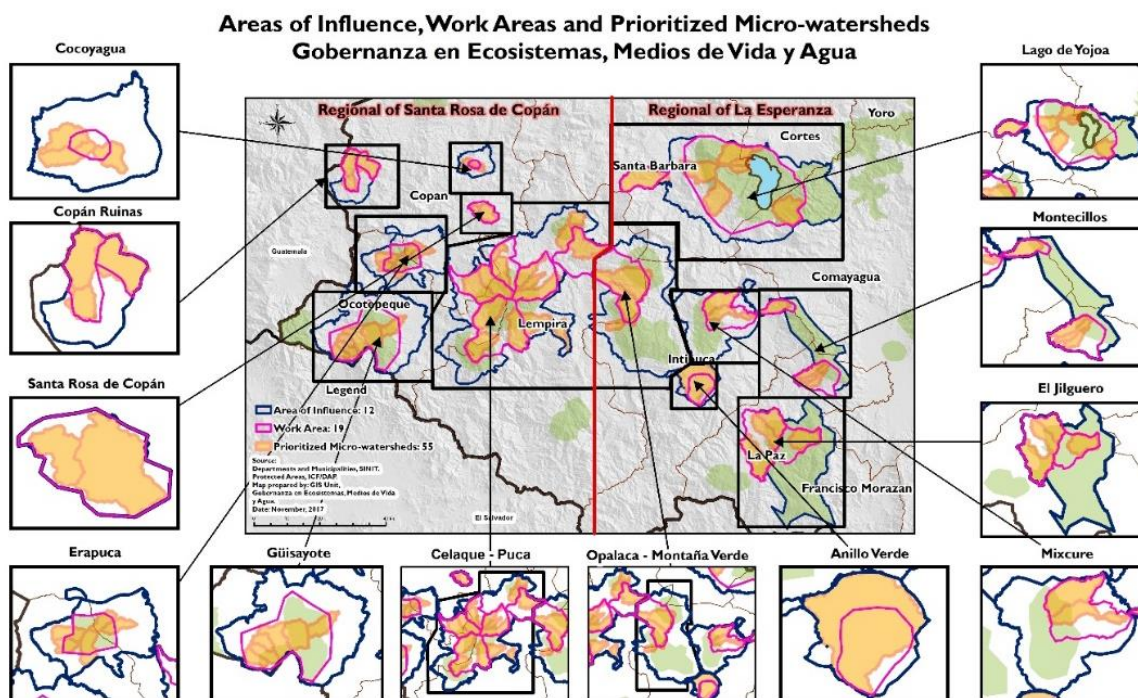 Areas of Influence, Work Areas and Prioritized Micro-watersheds
Gobernanza en Ecosistemas, Medios de Vida y Agua
Cocoyagua
Lago de Yojoa
Regional of Santa Rosa de Copán
Regional of La Esperanza
Yoro
Cortes
Santa Barbara
Copan
Copán Ruinas
Montecillos
Guatemala
Comayagua
Ocotepeque
Lempira
Intibuca
Santa Rosa de Copán
El Jilguero
Legend
Area of Influence: 12
Work Area: 19
Prioritized Micro-watersheds: 55
Source:
Departments and Municipalities, SINIT.
Protected Areas, ICF/DAP
Map prepared by: GIS Unit,
Gobernanza en Ecosistemas, Medios de Vida
y Agua.
Date: November, 2017
La Paz
Francisco Morazan
El Salvador
Erapuca
Güisayote
Celaque - Puca
Opalaca - Montaña Verde
Anillo Verde
Mixcure